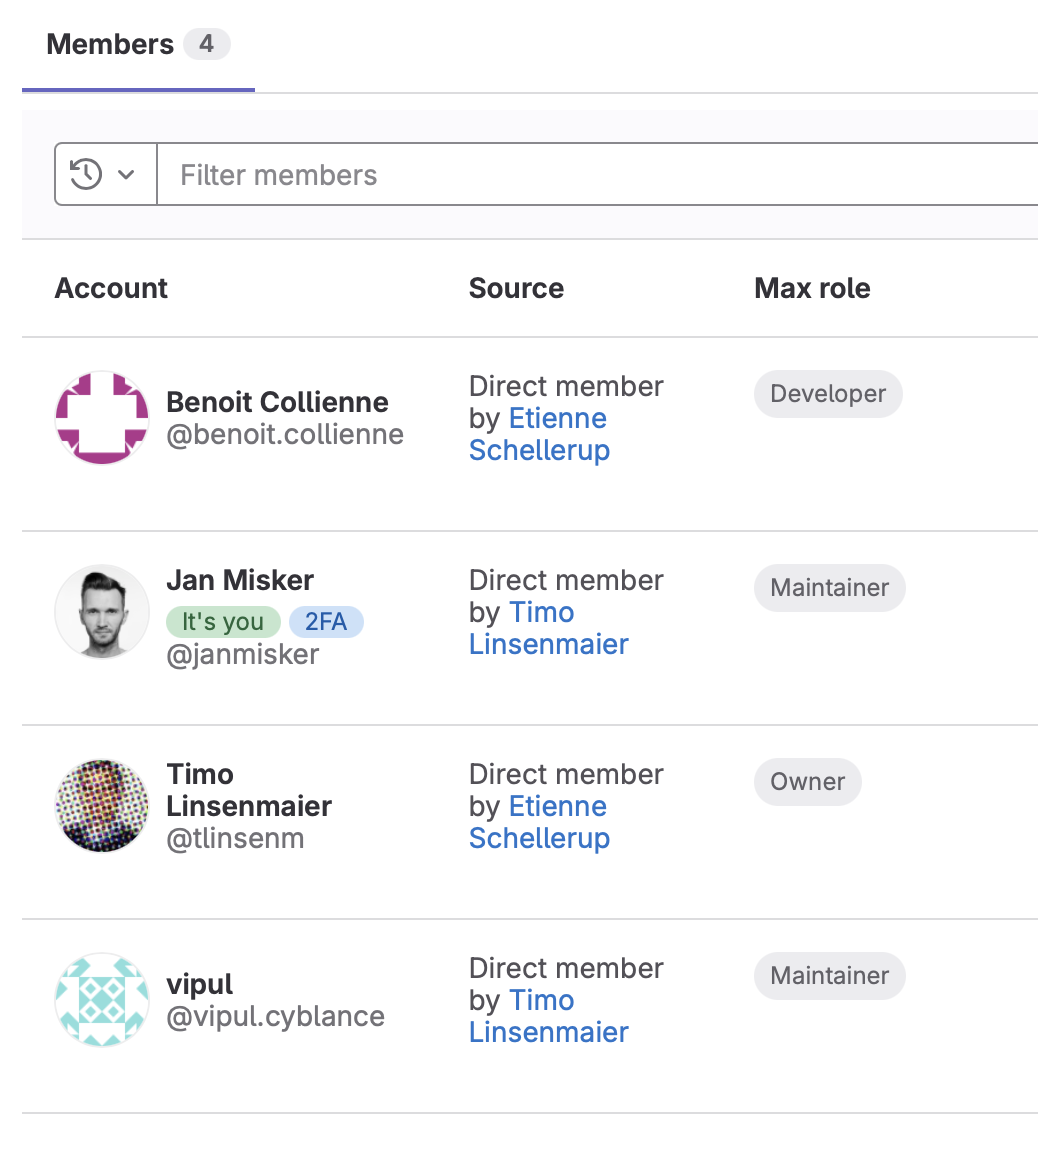 Members 4
Filter members
Account Source Max role
Benoit Collienne
@benoit.collienne
Direct member
by Etienne
Schellerup
Developer
Jan Misker
It's you 2FA
@janmisker
Direct member
by Timo
Linsenmaier
Maintainer
Timo
Linsenmaier
@tlinsenm
Direct member
by Etienne
Schellerup
Owner
vipul
@vipul.cyblance
Direct member
by Timo
Linsenmaier
Maintainer